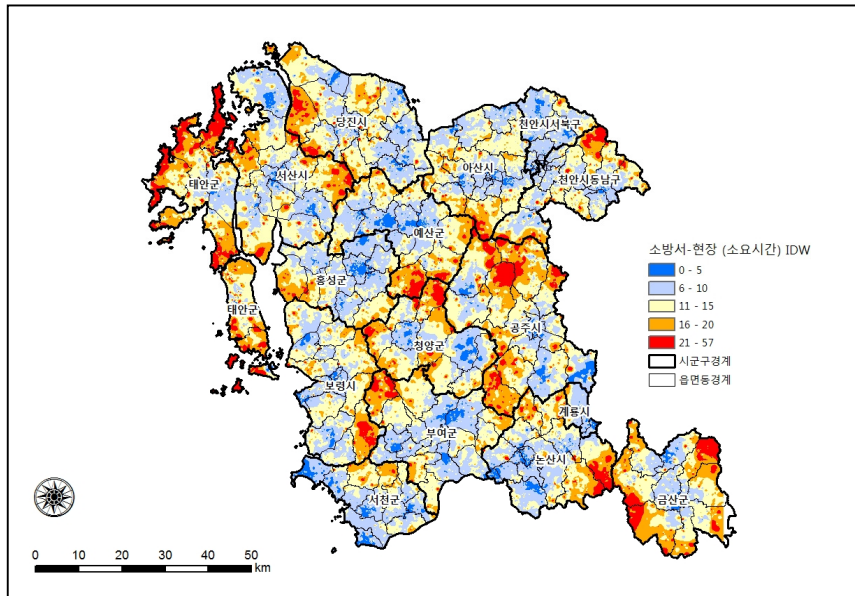 천안시서북구
당진시
아산시
서산시
천안시동남구
태안군
예산군
홍성군
태안군
공주시
청양군
보령시
계룡시
부여군
논산시
서천군
금산군
소방서-현장 (소요시간) IDW
0 - 5
6 - 10
11 - 15
16 - 20
21 - 57
시군구경계
읍면동경계
0 10 20 30 40 50
km